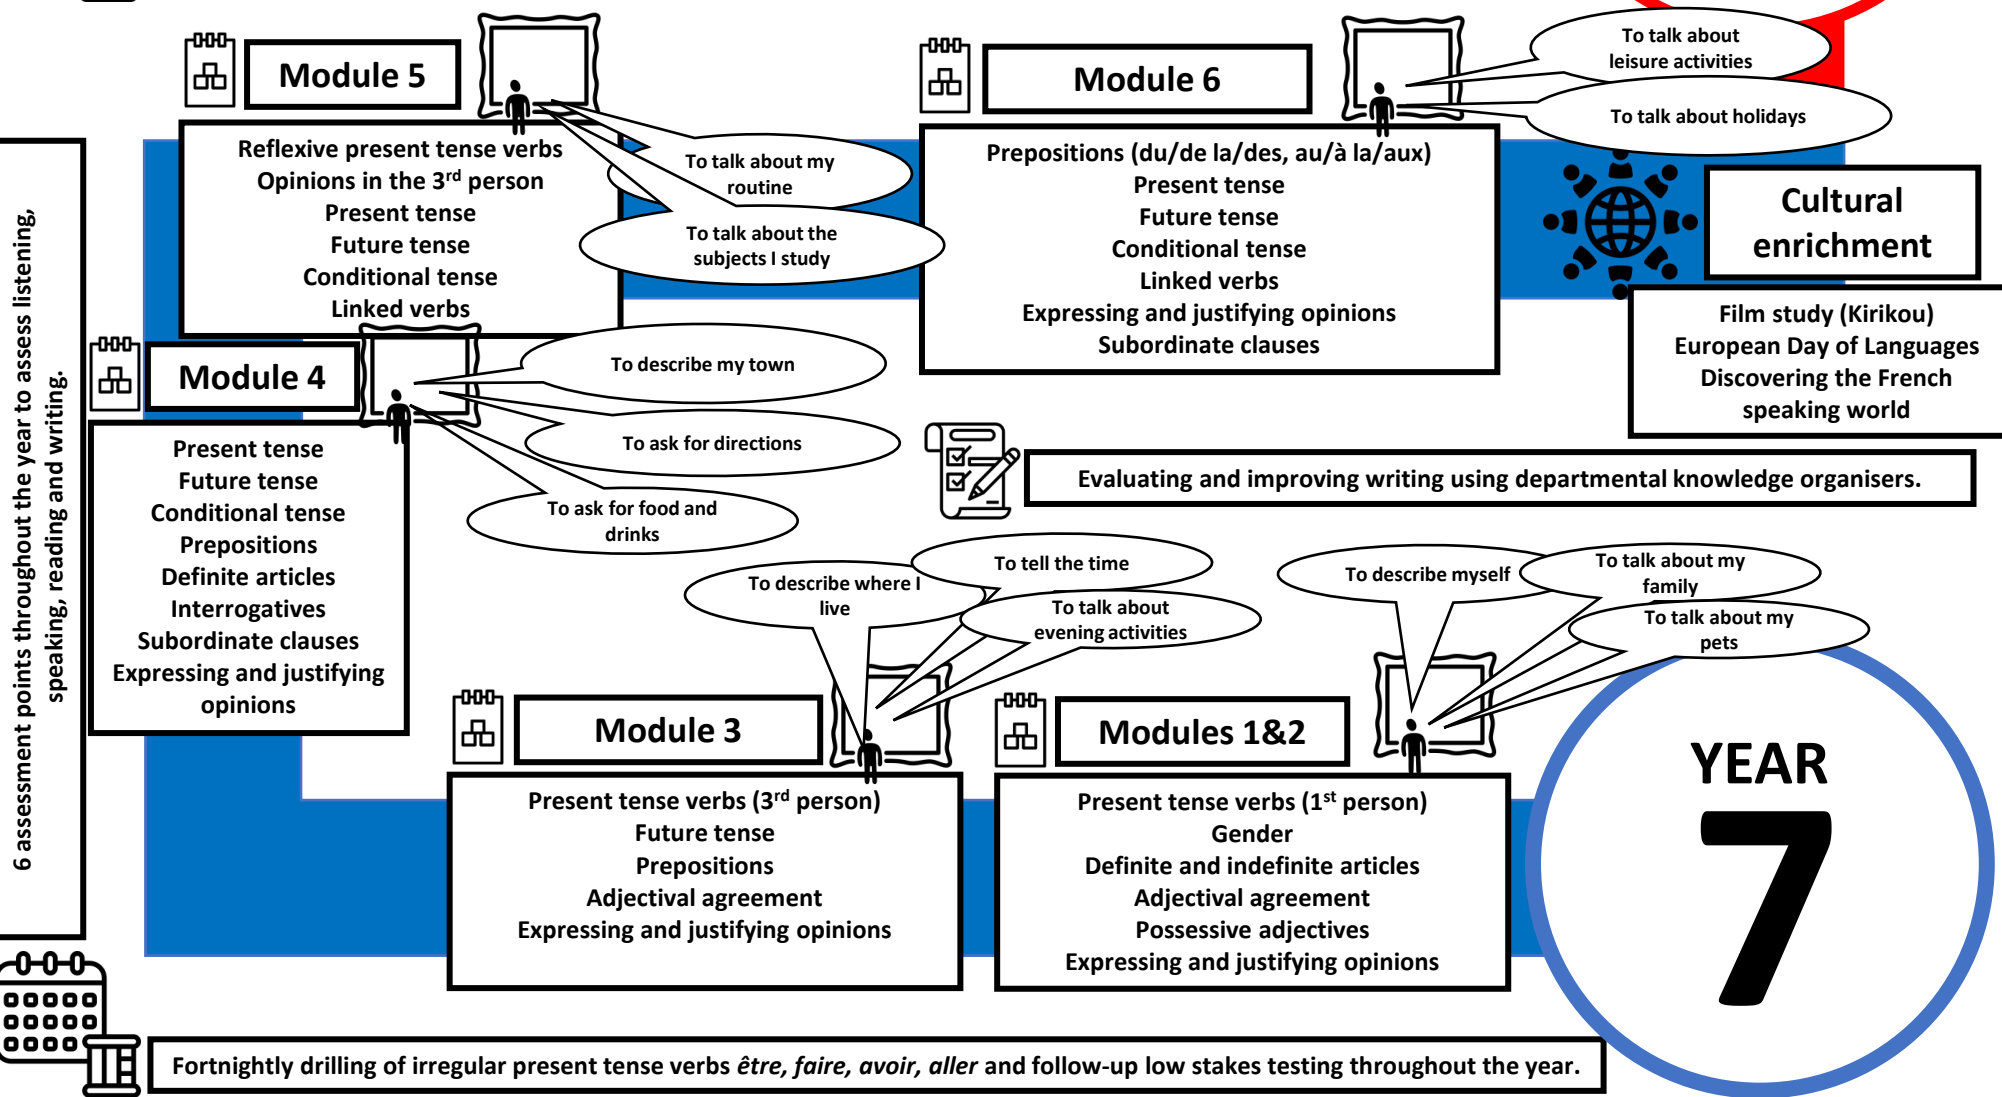 Module 5
Reflexive present tense verbs
Opinions in the 3rd person
Present tense
Future tense
Conditional tense
Linked verbs
To talk about my
routine
To talk about the
subjects I study
Module 6
Prepositions (du/de la/des, au/à la/aux)
Present tense
Future tense
Conditional tense
Linked verbs
Expressing and justifying opinions
Subordinate clauses
To talk about
leisure activities
To talk about holidays
Cultural
enrichment
Film study (Kirikou)
European Day of Languages
Discovering the French
speaking world
6 assessment points throughout the year to assess listening,
speaking, reading and writing.
Module 4
Present tense
Future tense
Conditional tense
Prepositions
Definite articles
Interrogatives
Subordinate clauses
Expressing and justifying
opinions
To describe my town
To ask for directions
To ask for food and
drinks
Evaluating and improving writing using departmental knowledge organisers.
Module 3
Present tense verbs (3rd person)
Future tense
Prepositions
Adjectival agreement
Expressing and justifying opinions
To describe where I
live
To tell the time
To talk about
evening activities
Modules 1&2
Present tense verbs (1st person)
Gender
Definite and indefinite articles
Adjectival agreement
Possessive adjectives
Expressing and justifying opinions
To describe myself
To talk about my
family
To talk about my
pets
YEAR
7
Fortnightly drilling of irregular present tense verbs être, faire, avoir, aller and follow-up low stakes testing throughout the year.